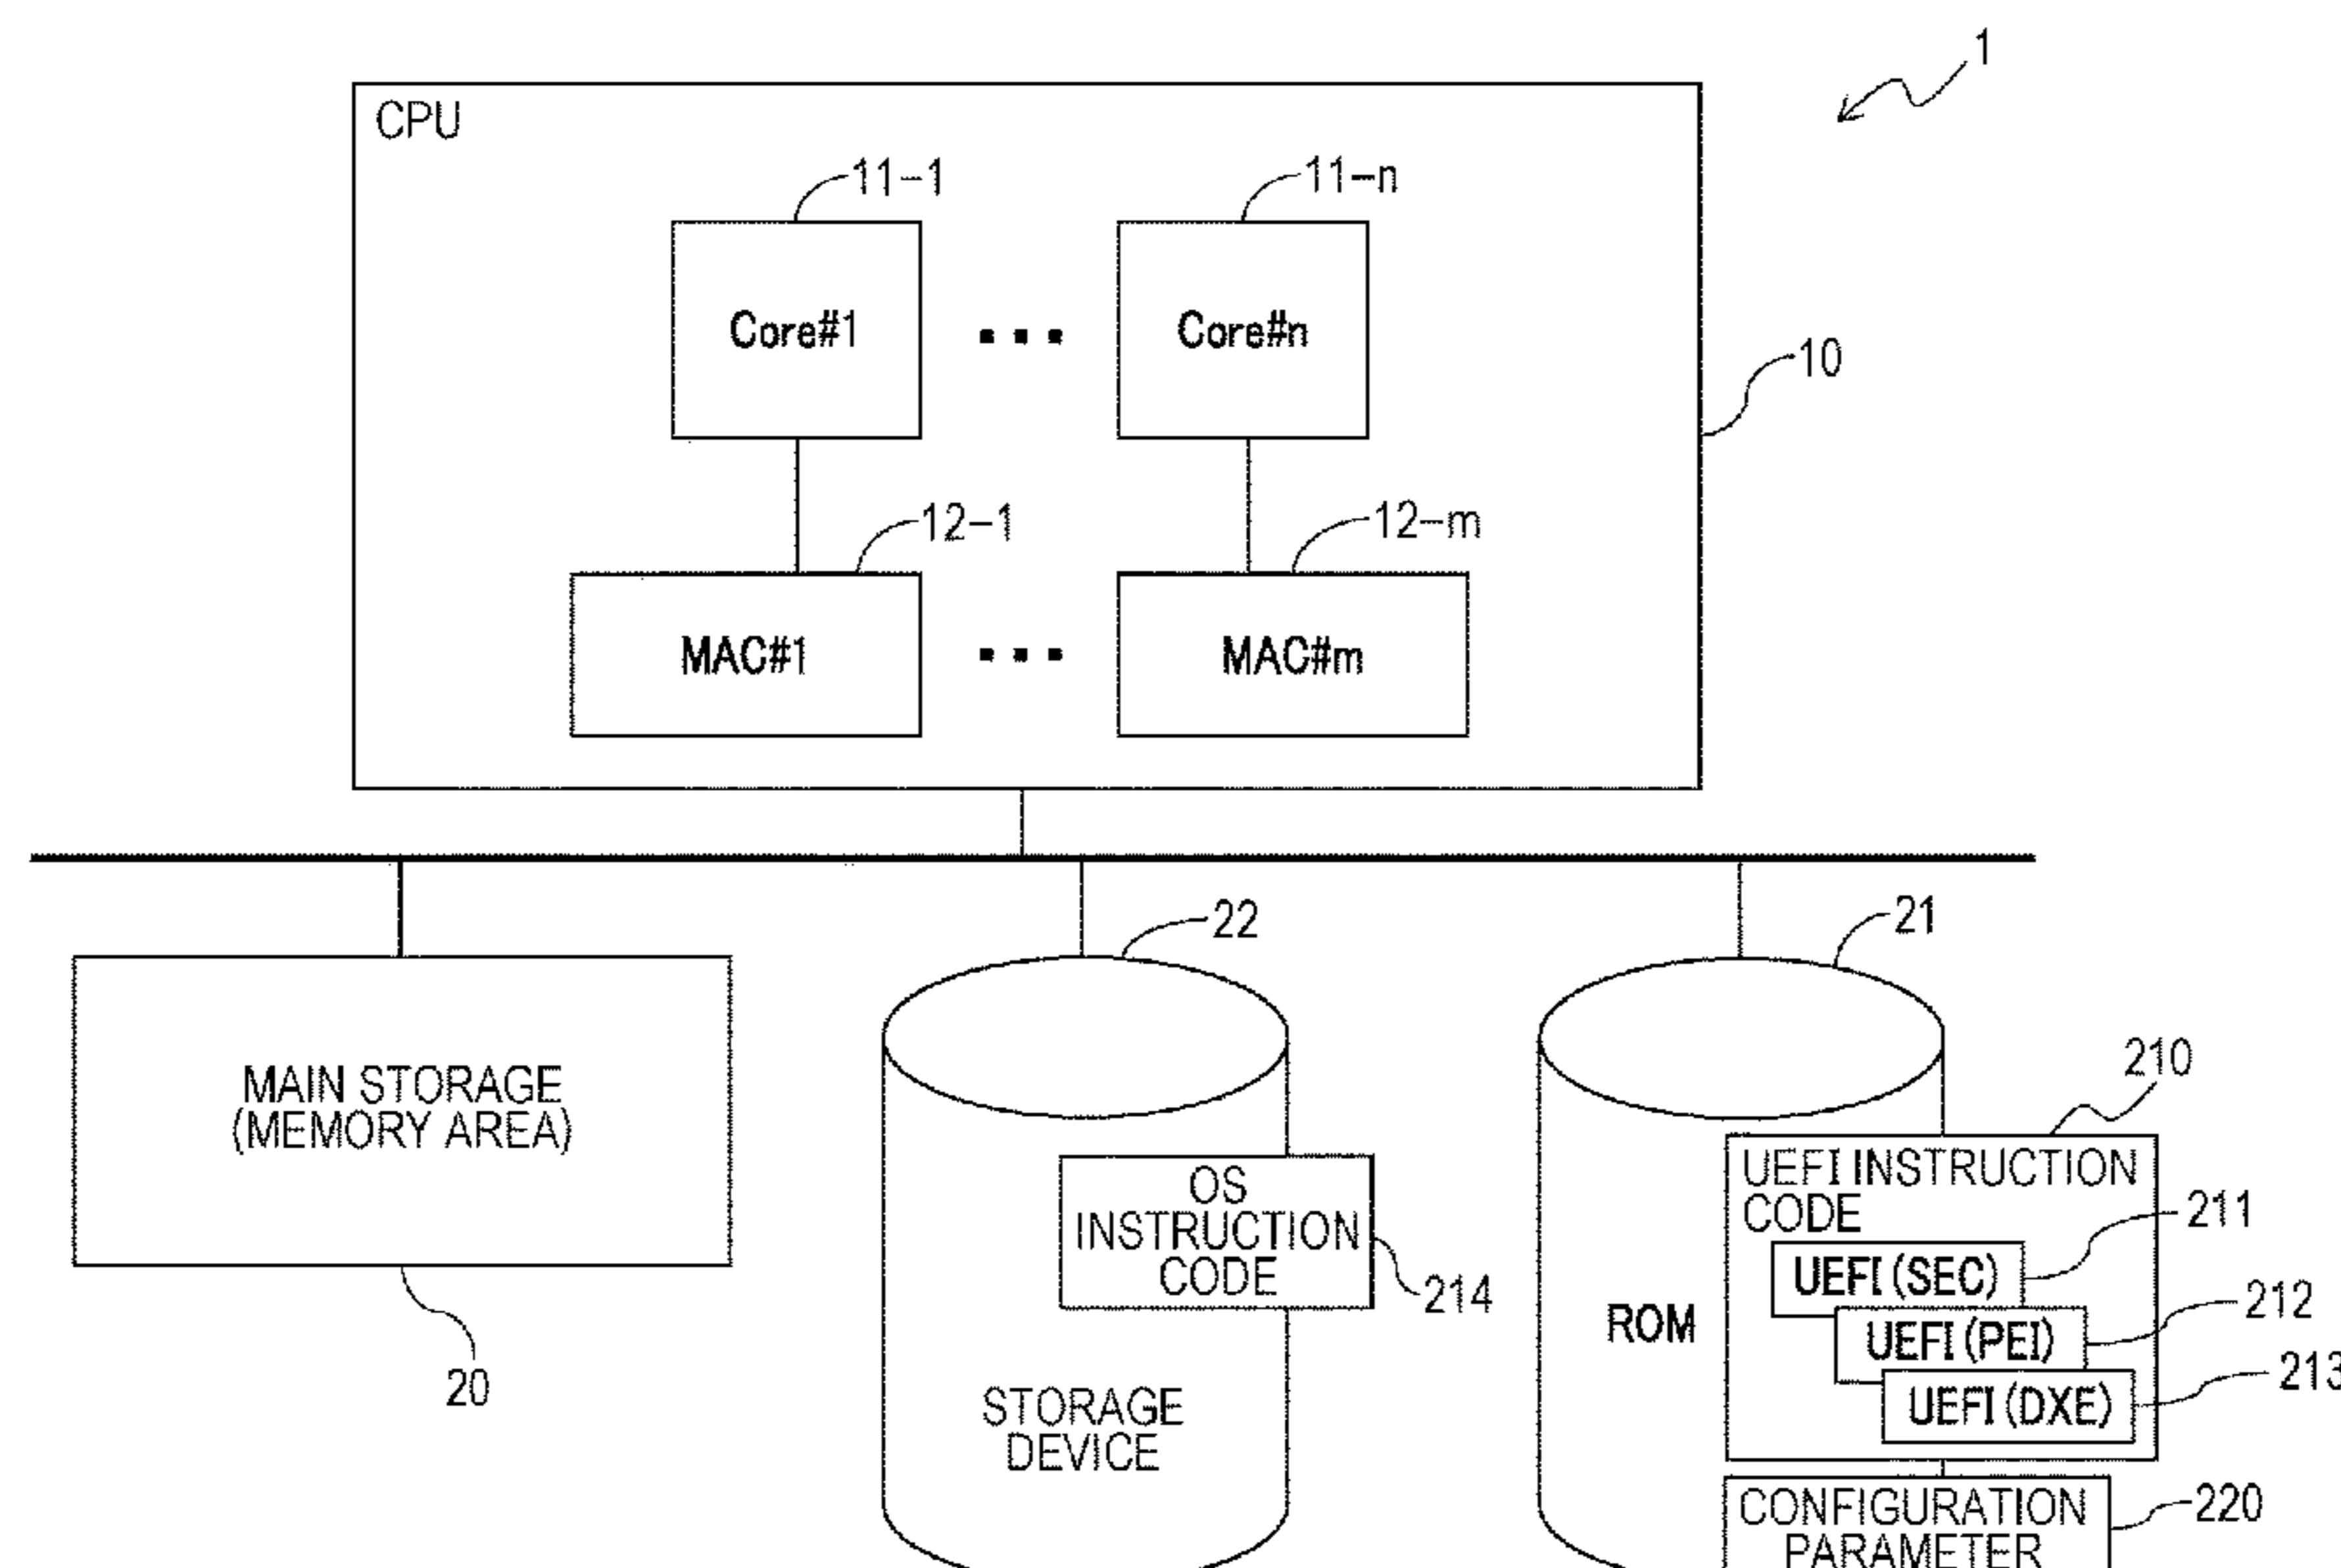 1
CPU
11-1
11-n
Core#1
...
Core#n
10
12-1
12-m
MAC#1
...
MAC#m
22
21
210
MAIN STORAGE
(MEMORY AREA)
20
OS
INSTRUCTION
CODE
214
STORAGE
DEVICE
ROM
UEFI INSTRUCTION
CODE
211
UEFI(SEC)
212
UEFI(PEI)
213
UEFI(DXE)
CONFIGURATION
PARAMETER
220